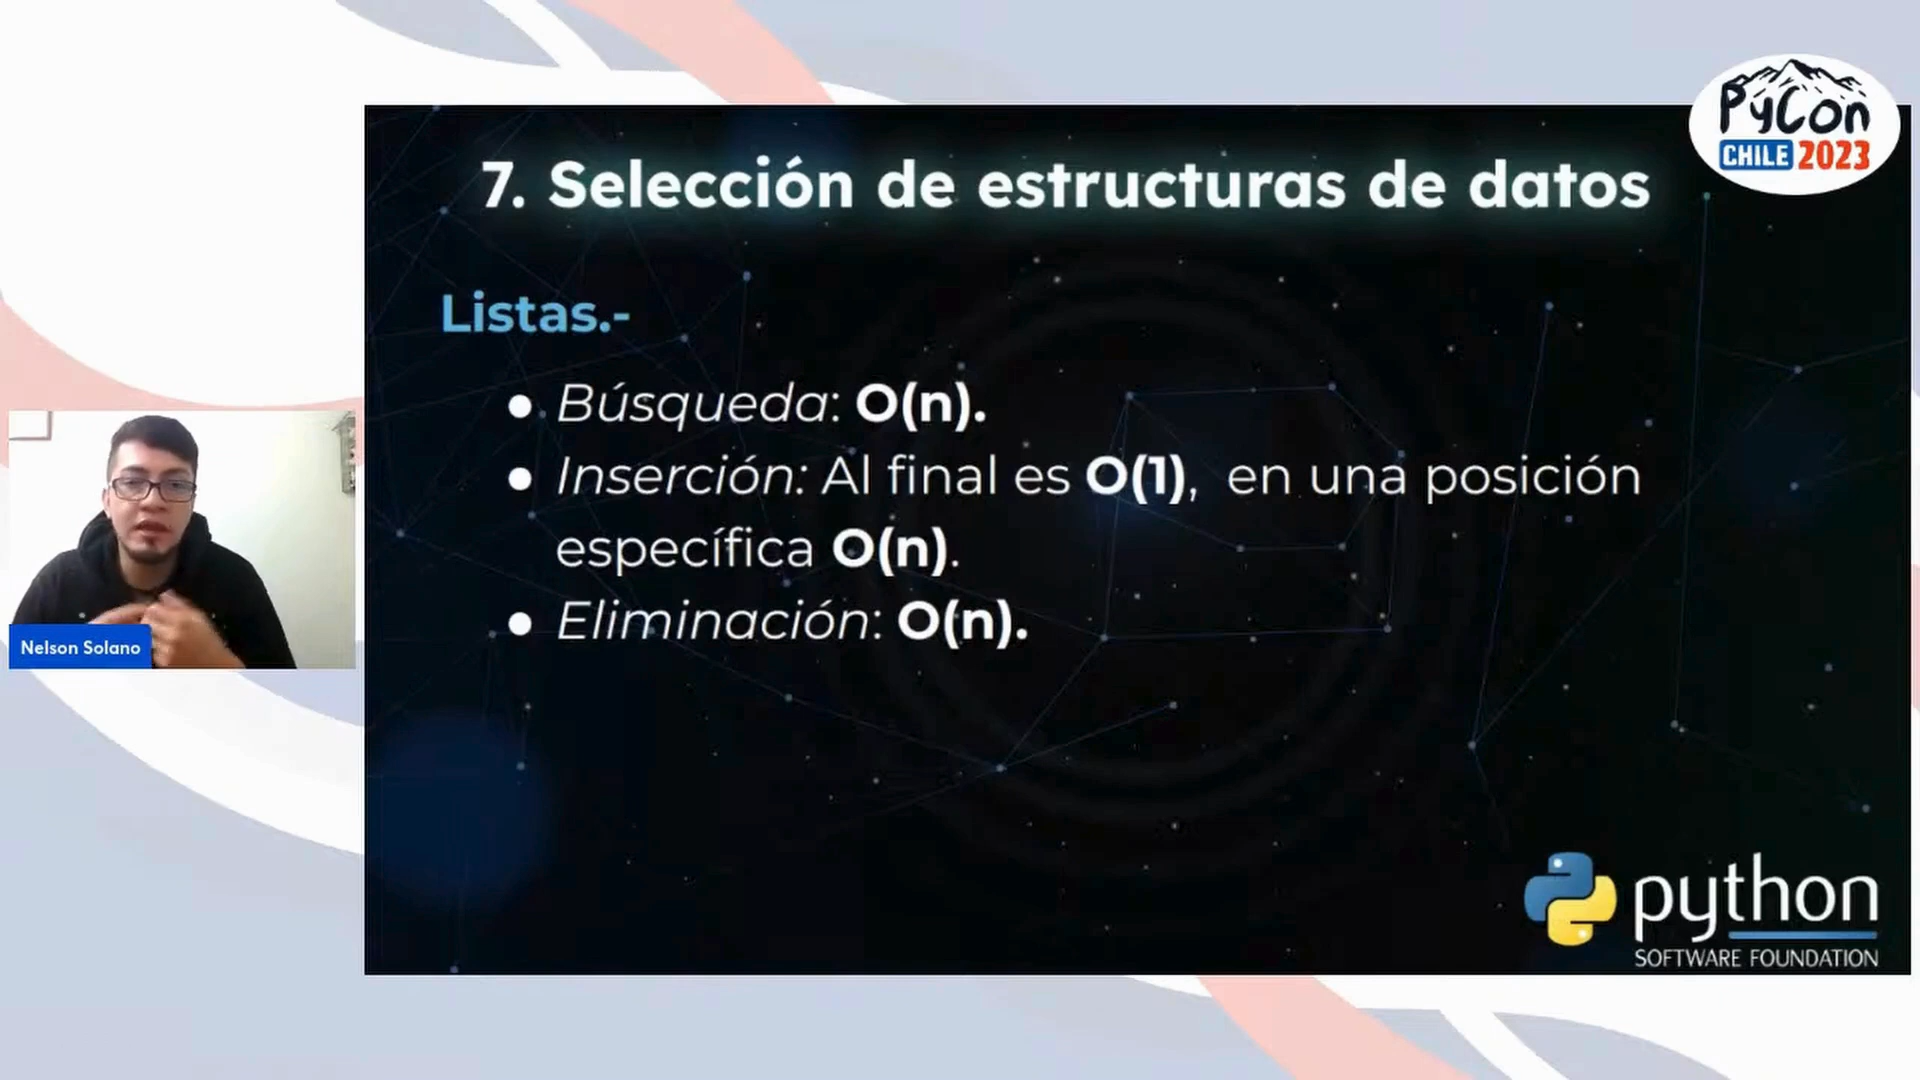 PyCon
CHILE 2023
7. Selección de estructuras de datos
Listas.-
● Búsqueda: O(n).
● Inserción: Al final es O(1), en una posición
específica O(n).
● Eliminación: O(n).
Nelson Solano
python
SOFTWARE FOUNDATION